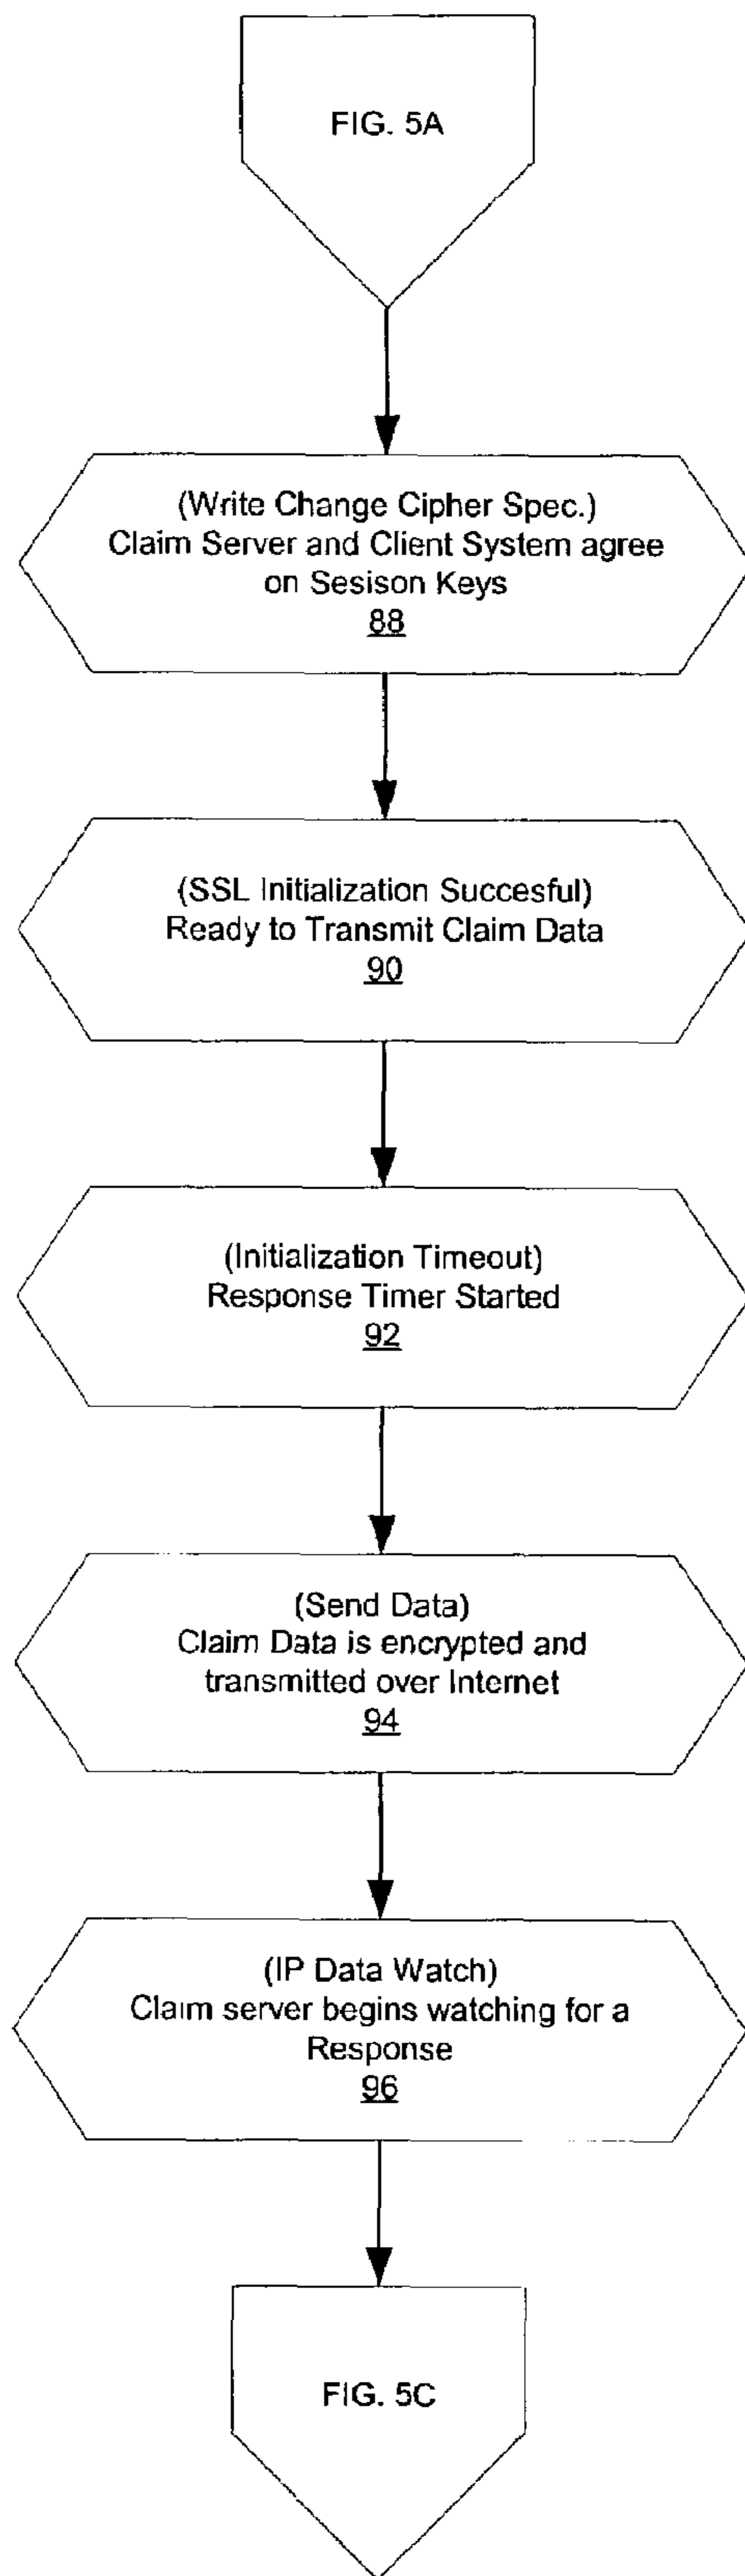 FIG. 5A
(Write Change Cipher Spec.)
Claim Server and Client System agree
on Sesison Keys
88
(SSL Initialization Succesful)
Ready to Transmit Claim Data
90
(Initialization Timeout)
Response Timer Started
92
(Send Data)
Claim Data is encrypted and
transmitted over Internet
94
(IP Data Watch)
Claim server begins watching for a
Response
96
FIG. 5C